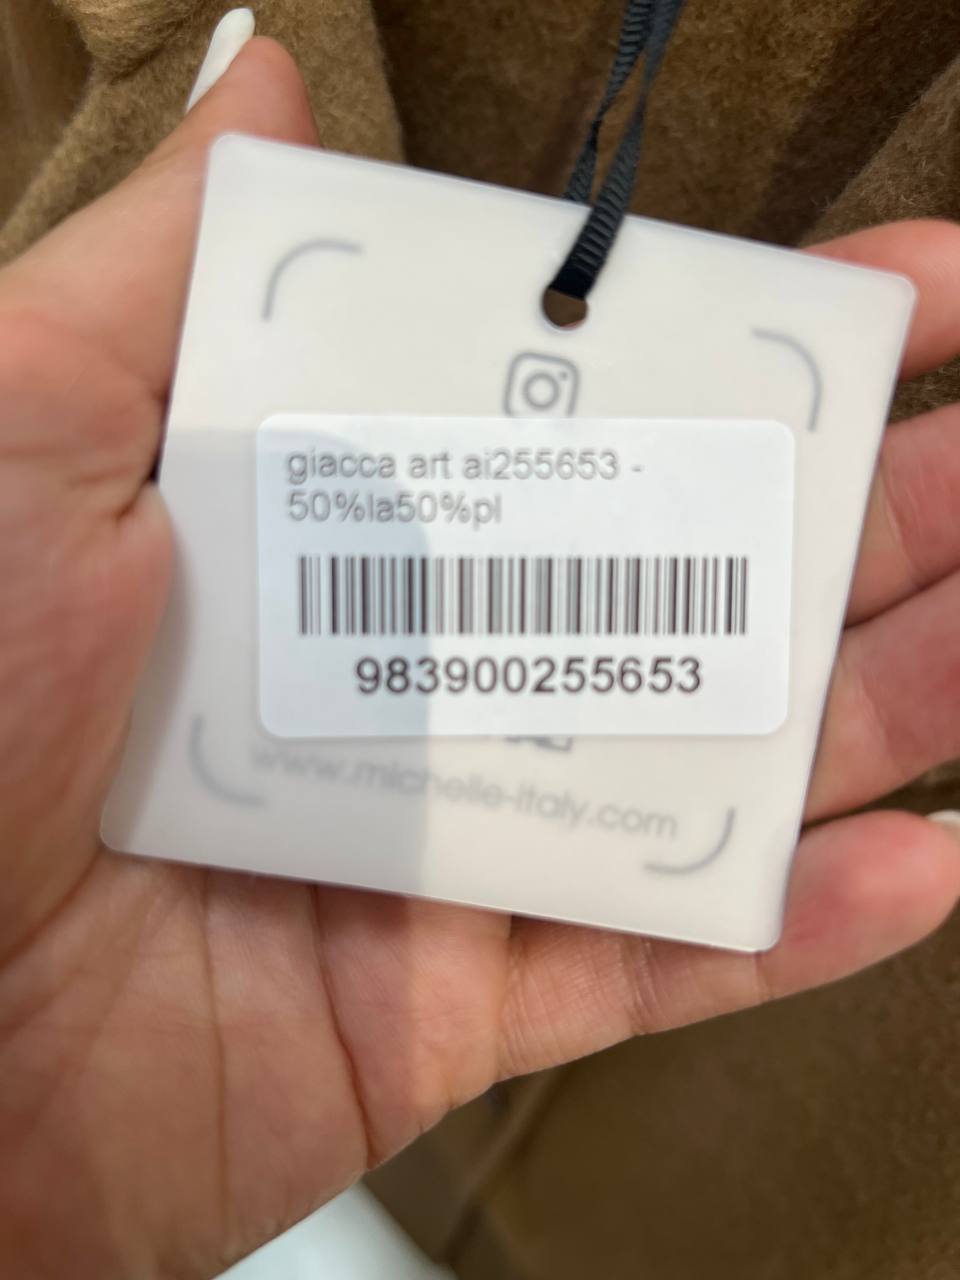 giacca art ai255653 -
50%la50%pl
983900255653
www.michelle-italy.com